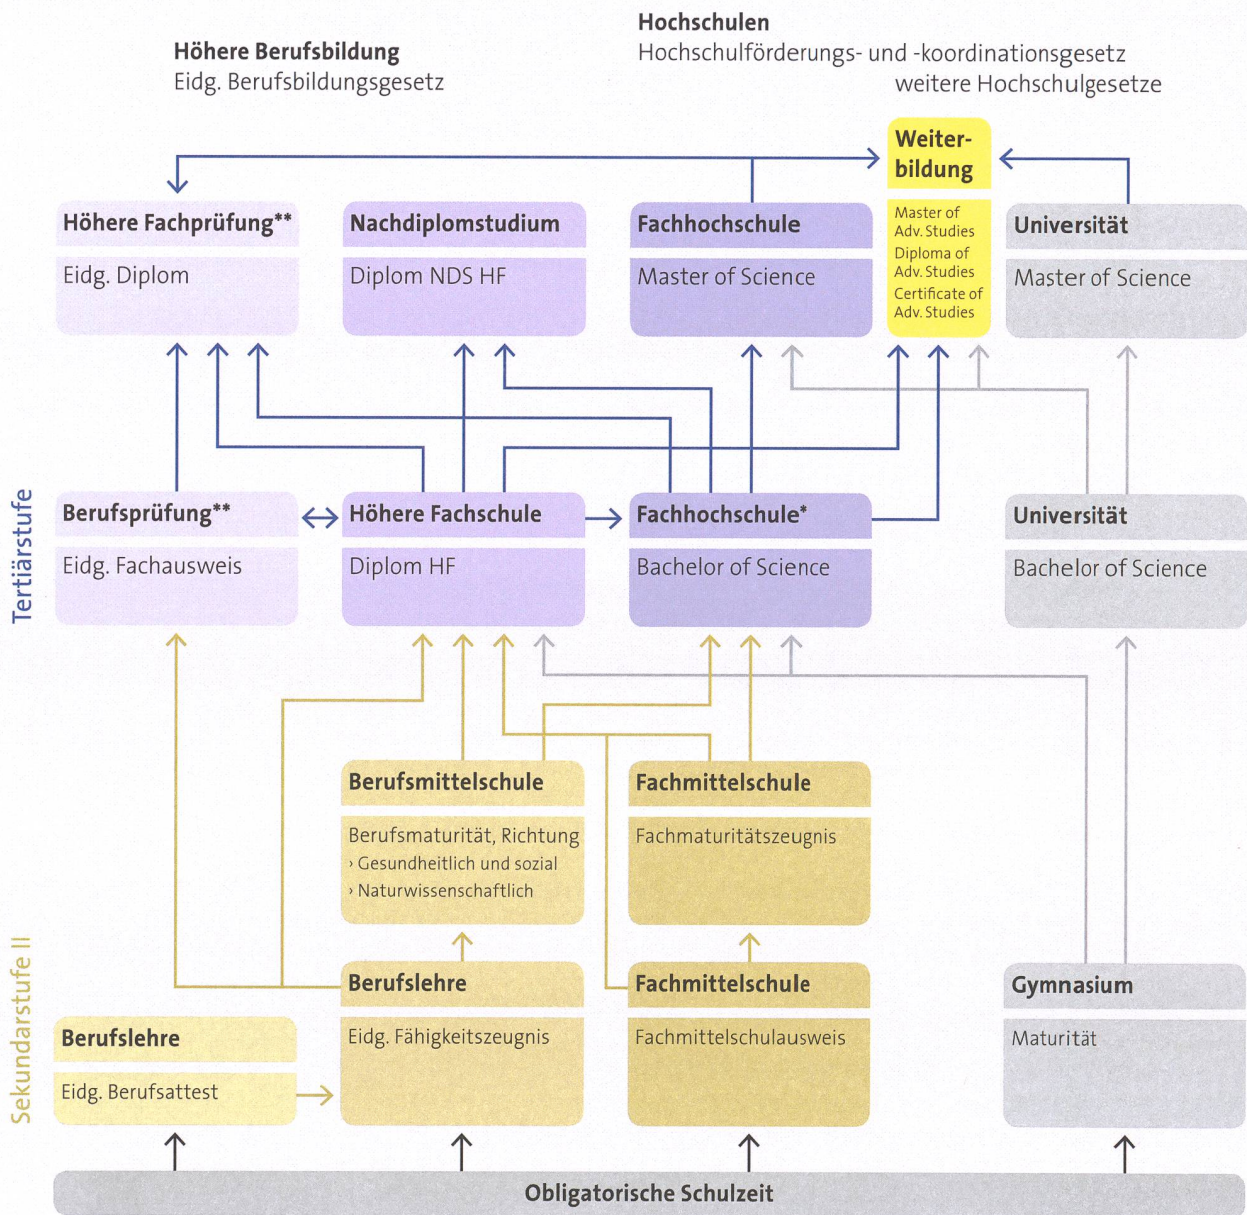 Höhere Berufsbildung
Eidg. Berufsbildungsgesetz
Hochschulen
Hochschulförderungs- und -koordinationsgesetz
weitere Hochschulgesetze
Weiter-
bildung
Master of
Adv. Studies
Diploma of
Adv. Studies
Certificate of
Adv. Studies
Höhere Fachprüfung**
Eidg. Diplom
Nachdiplomstudium
Diplom NDS HF
Fachhochschule
Master of Science
Universität
Master of Science
Tertiärstufe
Berufsprüfung**
Eidg. Fachausweis
Höhere Fachschule
Diplom HF
Fachhochschule*
Bachelor of Science
Universität
Bachelor of Science
Sekundarstufe II
Berufsmittelschule
Berufsmaturität, Richtung
› Gesundheitlich und sozial
› Naturwissenschaftlich
Fachmittelschule
Fachmaturitätszeugnis
Berufslehre
Eidg. Berufsattest
Berufslehre
Eidg. Fähigkeitszeugnis
Fachmittelschule
Fachmittelschulausweis
Gymnasium
Maturität
Obligatorische Schulzeit